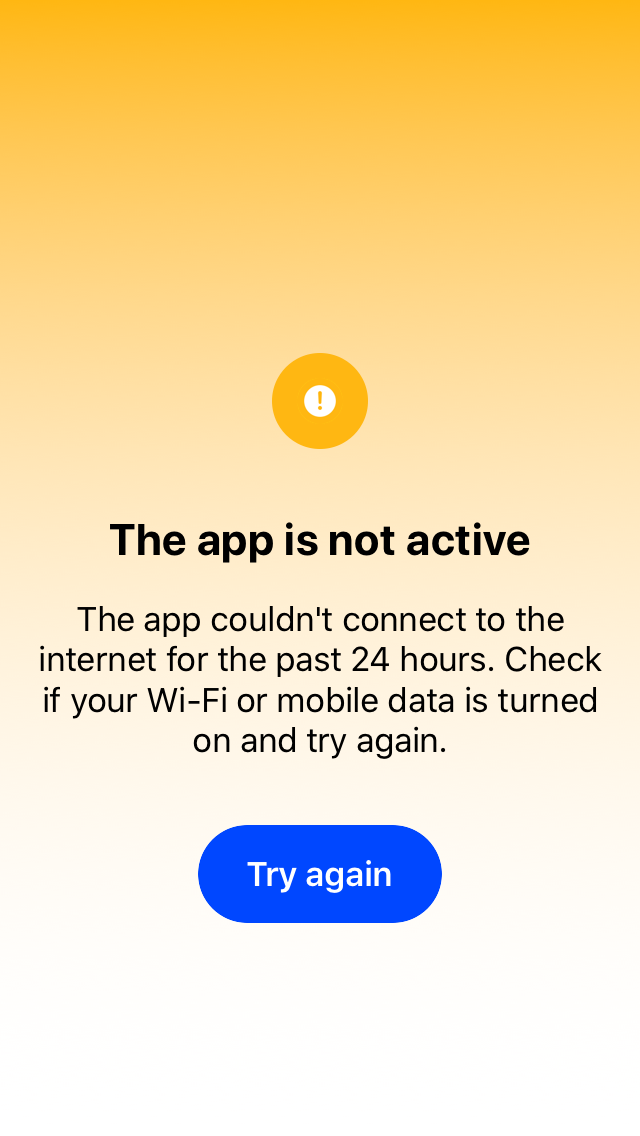 The app is not active
The app couldn't connect to the
internet for the past 24 hours. Check
if your Wi-Fi or mobile data is turned
on and try again.
Try again